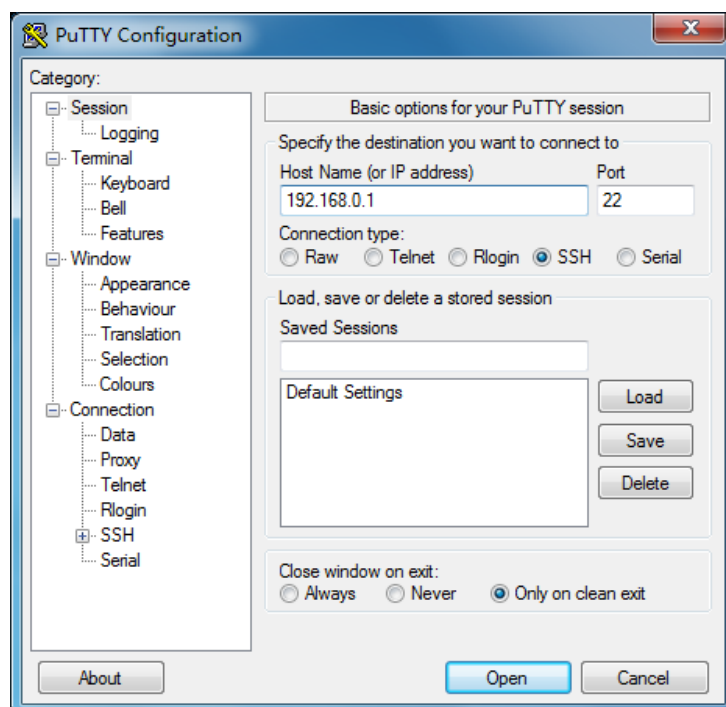 PuTTY Configuration
Category:
Session
Logging
Terminal
Keyboard
Bell
Features
Window
Appearance
Behaviour
Translation
Selection
Colours
Connection
Data
Proxy
Telnet
Rlogin
SSH
Serial
Basic options for your PuTTY session
Specify the destination you want to connect to
Host Name (or IP address) Port
192.168.0.1 22
Connection type:
Raw Telnet Rlogin SSH Serial
Load, save or delete a stored session
Saved Sessions
Default Settings
Load
Save
Delete
Close window on exit:
Always Never Only on clean exit
About Open Cancel